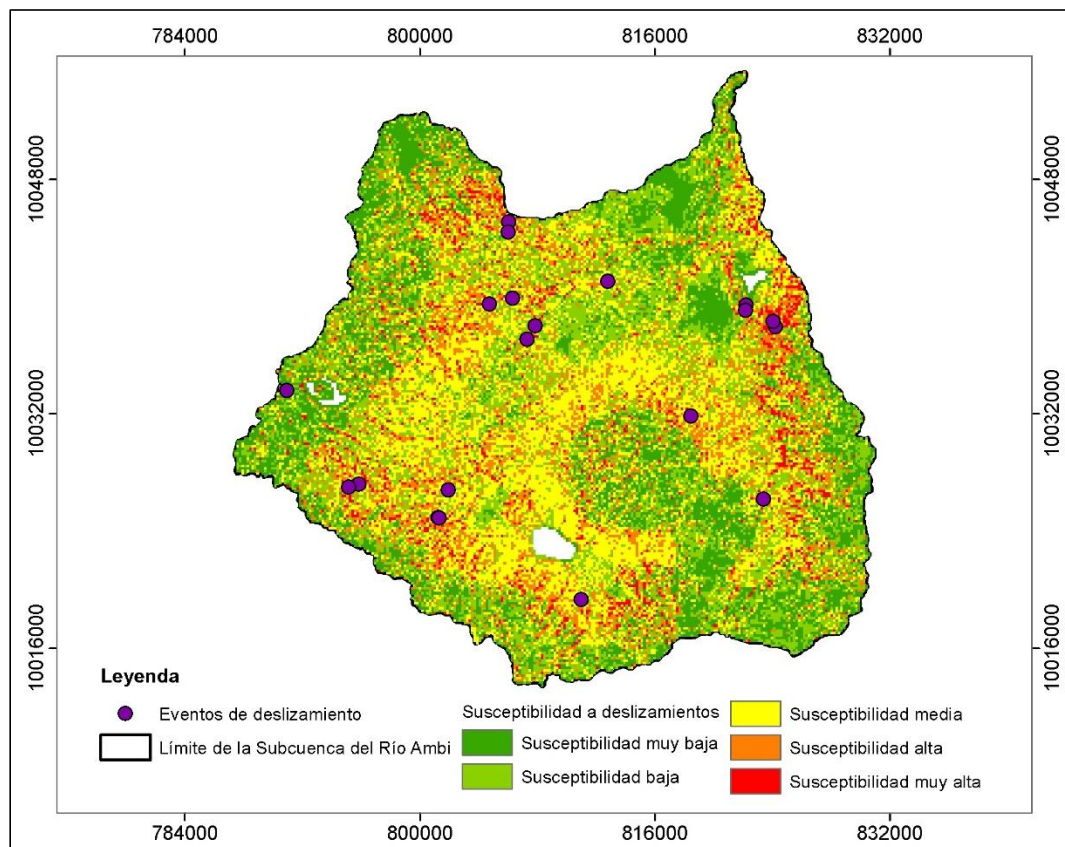 784000 800000 816000 832000
10048000 10048000
10032000 10032000
10016000 10016000
Leyenda
Eventos de deslizamiento
Límite de la Subcuenca del Río Ambi
Susceptibilidad a deslizamientos
Susceptibilidad muy baja
Susceptibilidad baja
Susceptibilidad media
Susceptibilidad alta
Susceptibilidad muy alta
784000 800000 816000 832000